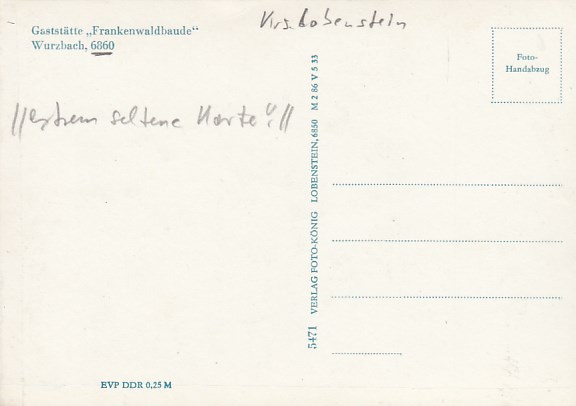 Gaststätte „Frankenwaldbaude“
Wurzbach, 6860
Krs. Lobenstein
Foto-
Handabzug
//extrem seltene Karte!//
5471 VERLAG FOTO-KÖNIG LOBENSTEIN, 6850 M 2 86 V 5 33
EVP DDR 0,25 M